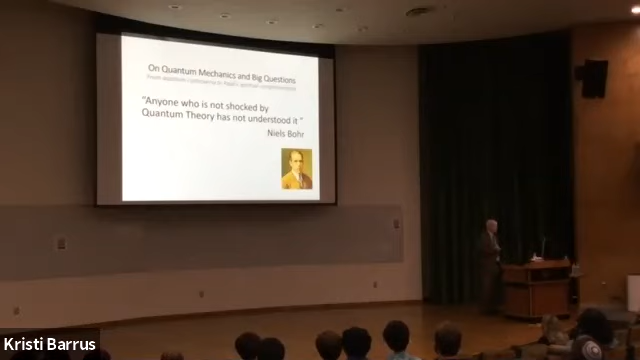 On Quantum Mechanics and Big Questions
"Anyone who is not shocked by
Quantum Theory has not understood it "
Niels Bohr
Kristi Barrus